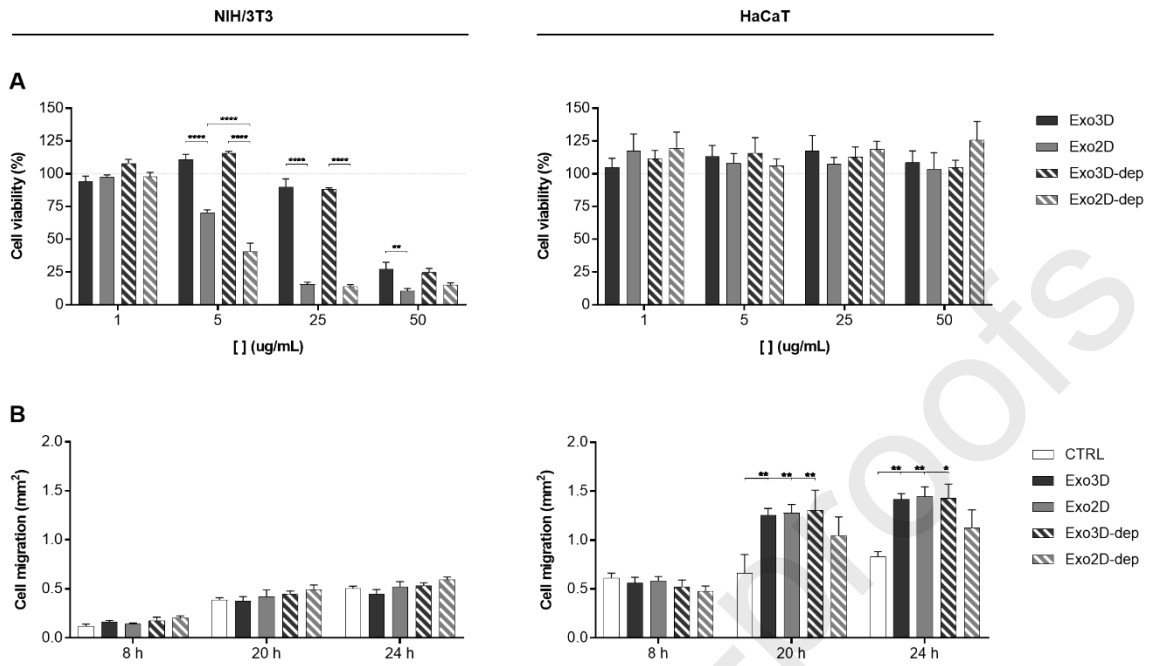 NIH/3T3
HaCaT
A
Cell viability (%)
150
125
100
75
50
25
0
****
****
****
****
****
**
1
5
25
50
[ ] (ug/mL)
Cell viability (%)
150
125
100
75
50
25
0
1
5
25
50
[ ] (ug/mL)
Exo3D
Exo2D
Exo3D-dep
Exo2D-dep
B
Cell migration (mm²)
2.0
1.5
1.0
0.5
0.0
8 h
20 h
24 h
Cell migration (mm²)
2.0
1.5
1.0
0.5
0.0
** ** **
** ** *
8 h
20 h
24 h
CTRL
Exo3D
Exo2D
Exo3D-dep
Exo2D-dep
proofs